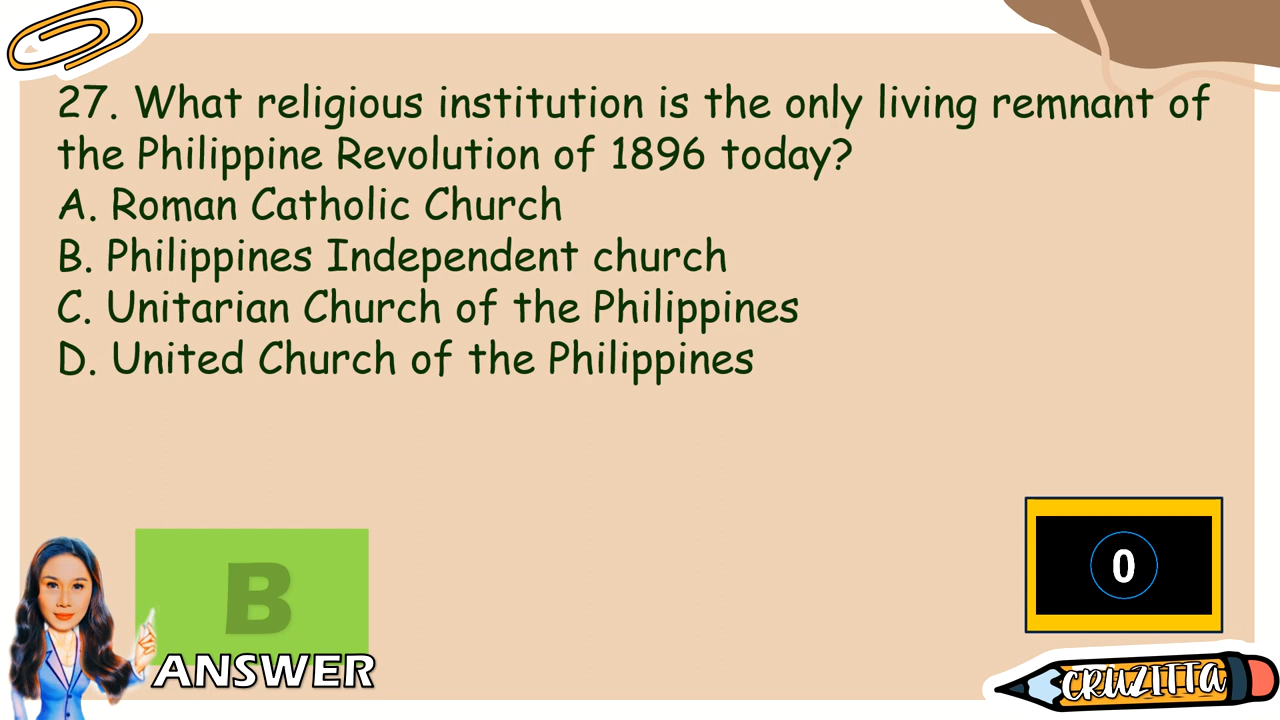 27. What religious institution is the only living remnant of
the Philippine Revolution of 1896 today?
A. Roman Catholic Church
B. Philippines Independent church
C. Unitarian Church of the Philippines
D. United Church of the Philippines
B
0
ANSWER
CRUZITTA